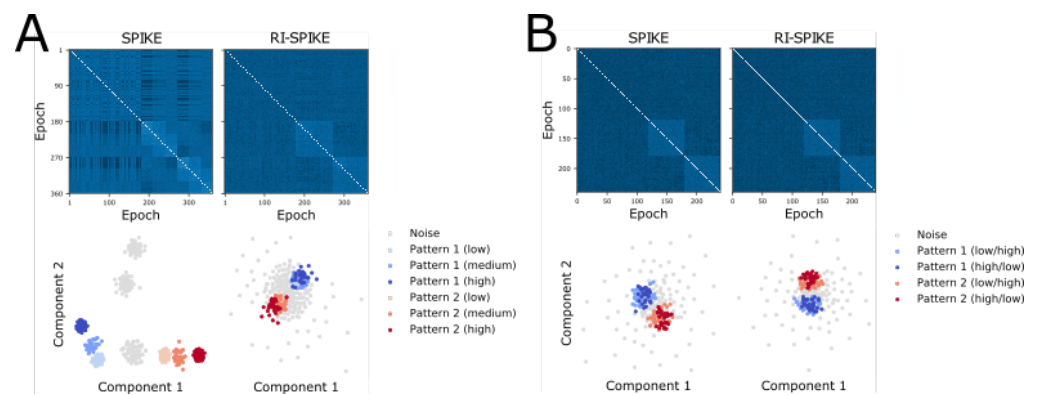 A
SPIKE
RI-SPIKE
1
90
180
270
360
Epoch
1
100
200
300
1
100
200
300
Epoch
Epoch
Component 2
Component 1
Component 1
Noise
Pattern 1 (low)
Pattern 1 (medium)
Pattern 1 (high)
Pattern 2 (low)
Pattern 2 (medium)
Pattern 2 (high)
B
SPIKE
RI-SPIKE
0
50
100
150
200
Epoch
0
50
100
150
200
0
50
100
150
200
Epoch
Epoch
Component 2
Component 1
Component 1
Noise
Pattern 1 (low/high)
Pattern 1 (high/low)
Pattern 2 (low/high)
Pattern 2 (high/low)